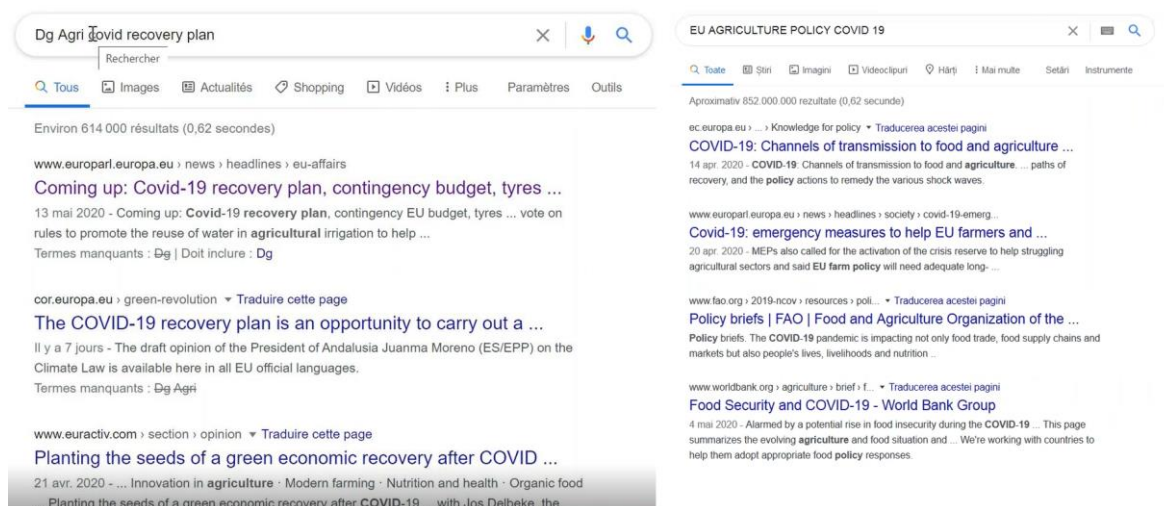 Dg Agri covid recovery plan
Rechercher
Tous Images Actualités Shopping Vidéos Plus Paramètres Outils
Environ 614 000 résultats (0,62 secondes)
www.europarl.europa.eu › news › headlines › eu-affairs
Coming up: Covid-19 recovery plan, contingency budget, tyres ...
13 mai 2020 - Coming up: Covid-19 recovery plan, contingency EU budget, tyres ... vote on
rules to promote the reuse of water in agricultural irrigation to help ...
Termes manquants : Dg | Doit inclure : Dg
cor.europa.eu › green-revolution ▾ Traduire cette page
The COVID-19 recovery plan is an opportunity to carry out a ...
Il y a 7 jours - The draft opinion of the President of Andalusia Juanma Moreno (ES/EPP) on the
Climate Law is available here in all EU official languages.
Termes manquants : Dg Agri
www.euractiv.com › section › opinion ▾ Traduire cette page
Planting the seeds of a green economic recovery after COVID ...
21 avr. 2020 - ... Innovation in agriculture · Modern farming · Nutrition and health · Organic food
Planting the seeds of a green economic recovery after COVID-19 ... with Jos Delbeke, the
EU AGRICULTURE POLICY COVID 19
Toate Știri Imagini Videoclipuri Hărți Mai multe Setări Instrumente
Aproximativ 852.000.000 rezultate (0,62 secunde)
ec.europa.eu › ... › Knowledge for policy ▾ Traducerea acestei pagini
COVID-19: Channels of transmission to food and agriculture ...
14 apr. 2020 - COVID-19: Channels of transmission to food and agriculture. ... paths of
recovery, and the policy actions to remedy the various shock waves.
www.europarl.europa.eu › news › headlines › society › covid-19-emerg...
Covid-19: emergency measures to help EU farmers and ...
20 apr. 2020 - MEPs also called for the activation of the crisis reserve to help struggling
agricultural sectors and said EU farm policy will need adequate long- ...
www.fao.org › 2019-ncov › resources › poli... ▾ Traducerea acestei pagini
Policy briefs | FAO | Food and Agriculture Organization of the ...
Policy briefs. The COVID-19 pandemic is impacting not only food trade, food supply chains and
markets but also people's lives, livelihoods and nutrition ..
www.worldbank.org › agriculture › brief › f... ▾ Traducerea acestei pagini
Food Security and COVID-19 - World Bank Group
4 mai 2020 - Alarmed by a potential rise in food insecurity during the COVID-19 ... This page
summarizes the evolving agriculture and food situation and ... We're working with countries to
help them adopt appropriate food policy responses.